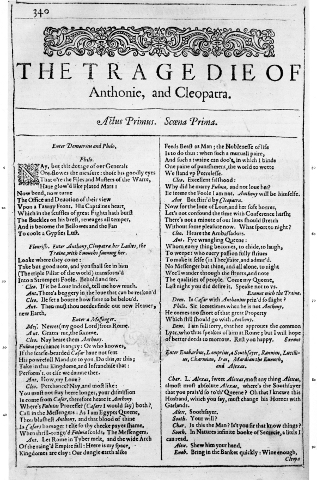 340
THE TRAGEDIE OF
Anthonie, and Cleopatra.
Actus Primus. Scœna Prima.
Enter Demetrius and Philo.
Philo.
NAy, but this dotage of our Generals
Ore-flowes the measure: those his goodly eyes
That o're the Files and Musters of the Warre,
Haue glow'd like plated Mars:
Now bend, now turne
The Office and Deuotion of their view
Vpon a Tawny Front. His Captaines heart,
Which in the scuffles of great Fights hath burst
The Buckles on his brest, reneages all temper,
And is become the Bellowes and the Fan
To coole a Gypsies Lust.
Flourish. Enter Anthony, Cleopatra her Ladies, the
Traine, with Eunuchs fanning her.
Looke where they come:
Take but good note, and you shall see in him
(The triple Pillar of the world) transform'd
Into a Strumpets Foole. Behold and see.
Cleo. If it be Loue indeed, tell me how much.
Ant. There's beggery in the loue that can be reckon'd
Cleo. Ile set a bourne how farre to be belou'd.
Ant. Then must thou needes finde out new Heauen,
new Earth.
Enter a Messenger.
Mes. Newes (my good Lord) from Rome.
Ant. Grates me, the summe.
Cleo. Nay heare them Anthony.
Fuluia perchance is angry: Or who knowes,
If the scarse-bearded Cæsar haue not sent
His powrefull Mandate to you. Do this, or this;
Take in that Kingdome, and Infranchise that:
Perform't, or else we damne thee.
Ant. How, my Loue?
Cleo. Perchance? Nay, and most like:
You must not stay heere longer, your dismission
Is come from Cæsar, therefore heare it Anthony.
Where's Fuluias Processe? (Cæsars I would say) both?
Call in the Messengers: As I am Egypts Queene,
Thou blushest Anthony, and that blood of thine
Is Cæsars homager: else so thy cheeke payes shame,
When shrill-tongu'd Fuluia scolds. The Messengers.
Ant. Let Rome in Tyber melt, and the wide Arch
Of the raing'd Empire fall: Heere is my space,
Kingdomes are clay: Our dungie earth alike
Feeds Beast as Man; the Noblenesse of life
Is to do thus: when such a mutuall paire,
And such a twaine can doo't, in which I binde
One paine of punishment, the world to weete
We stand vp Peerelesse.
Cleo. Excellent falshood:
Why did he marry Fuluia, and not loue her?
Ile seeme the Foole I am not. Anthony will be himselfe.
Ant. But stirr'd by Cleopatra.
Now for the loue of Loue, and her soft houres,
Let's not confound the time with Conference harsh;
There's not a minute of our liues should stretch
Without some pleasure now. What sport to night?
Cleo. Heare the Ambassadors.
Ant. Fye wrangling Queene:
Whom euery thing becomes, to chide, to laugh,
To weepe: who euery passion fully striues
To make it selfe (in Thee) faire, and admir'd.
No Messenger but thine, and all alone, to night
Wee'l wander through the streets, and note
The qualities of people. Come my Queene,
Last night you did desire it. Speake not to vs.
Exeunt with the Traine.
Dem. Is Cæsar with Anthonius priz'd so slight?
Philo. Sir sometimes when he is not Anthony,
He comes too short of that great Property
Which still should go with Anthony.
Dem. I am full sorry, that hee approues the common
Lyar, who thus speakes of him at Rome; but I will hope
of better deeds to morrow. Rest you happy. Exeunt
Enter Enobarbus, Lamprius, a Southsayer, Rannius, Lucilli-
us, Charmian, Iras, Mardian the Eunuch,
and Alexas.
Char. L. Alexas, sweet Alexas, most any thing Alexas,
almost most absolute Alexas, where's the Soothsayer
that you prais'd so to'th'Queene? Oh that I knewe this
Husband, which you say, must change his Hornes with
Garlands.
Alex. Soothsayer.
Sooth. Your will?
Char. Is this the Man? Is't you sir that know things?
Sooth. In Natures infinite booke of Secrecie, a little I
can read.
Alex. Shew him your hand.
Enob. Bring in the Banket quickly: Wine enough,
Cleopa